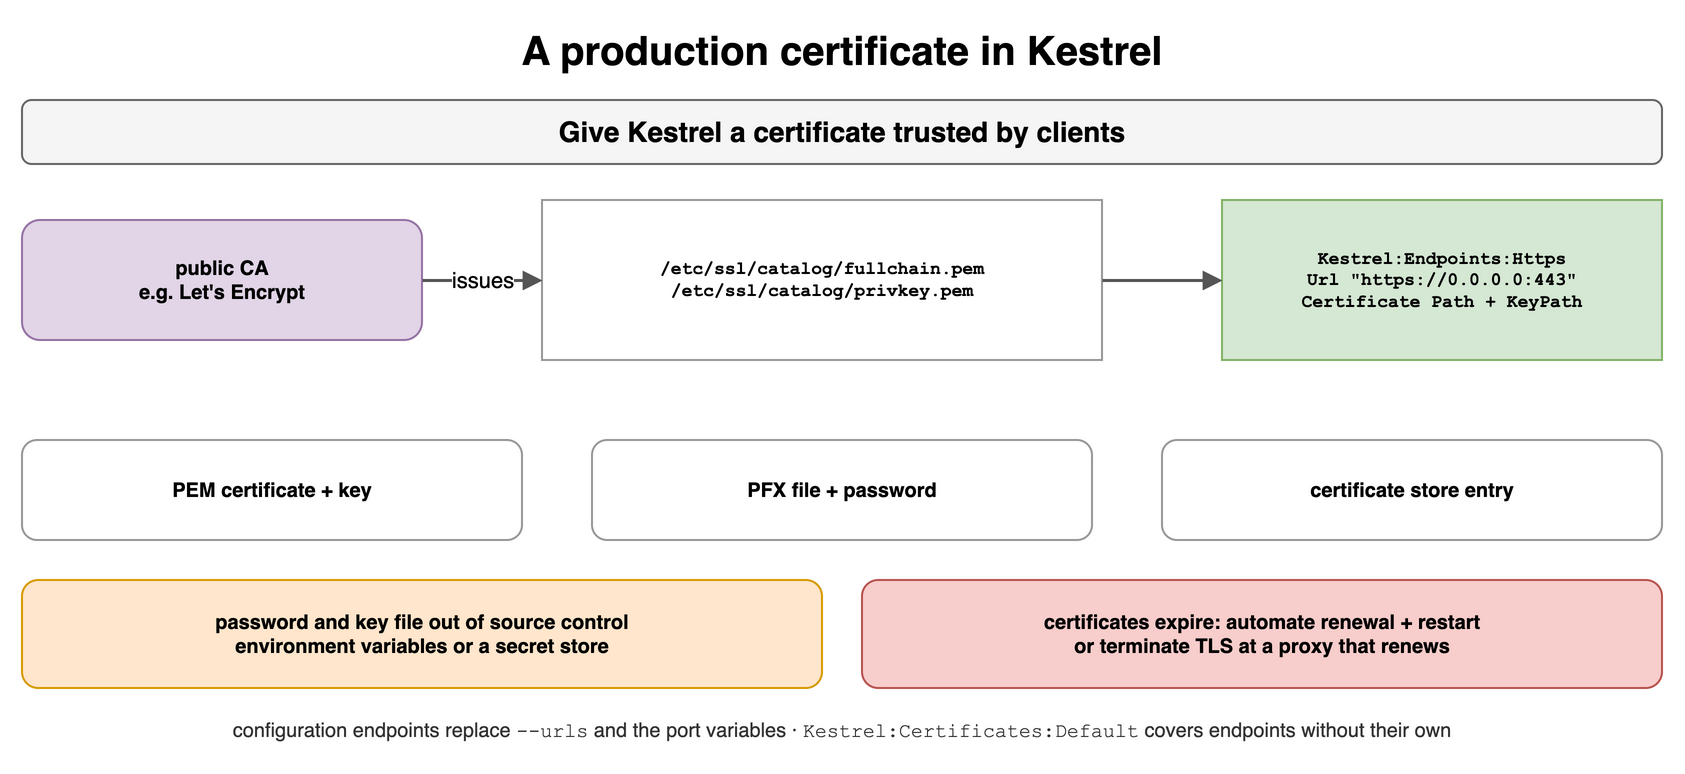 A production certificate in Kestrel
Give Kestrel a certificate trusted by clients
public CA
e.g. Let's Encrypt
issues
/etc/ssl/catalog/fullchain.pem
/etc/ssl/catalog/privkey.pem
Kestrel:Endpoints:Https
Url "https://0.0.0.0:443"
Certificate Path + KeyPath
PEM certificate + key
PFX file + password
certificate store entry
password and key file out of source control
environment variables or a secret store
certificates expire: automate renewal + restart
or terminate TLS at a proxy that renews
configuration endpoints replace --urls and the port variables · Kestrel:Certificates:Default covers endpoints without their own